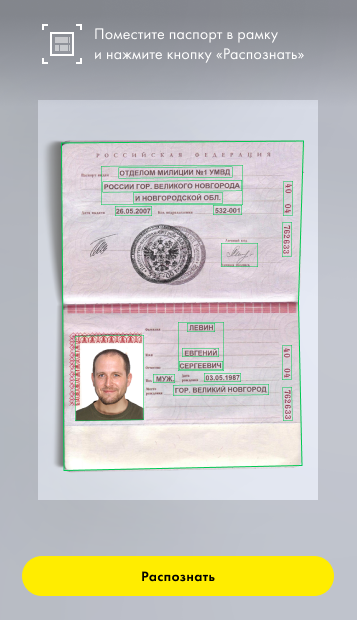 Поместите паспорт в рамку
и нажмите кнопку «Распознать»
РОССИЙСКАЯ ФЕДЕРАЦИЯ
Паспорт выдан ОТДЕЛОМ МИЛИЦИИ №1 УМВД
РОССИИ ГОР. ВЕЛИКОГО НОВГОРОДА
И НОВГОРОДСКОЙ ОБЛ.
Дата выдачи 26.05.2007 Код подразделения 532-001
40 04 762633
Личный код
Фамилия ЛЕВИН
Имя ЕВГЕНИЙ
Отчество СЕРГЕЕВИЧ
Пол МУЖ. Дата рождения 03.05.1987
Место рождения ГОР. ВЕЛИКИЙ НОВГОРОД
40 04 762633
Распознать